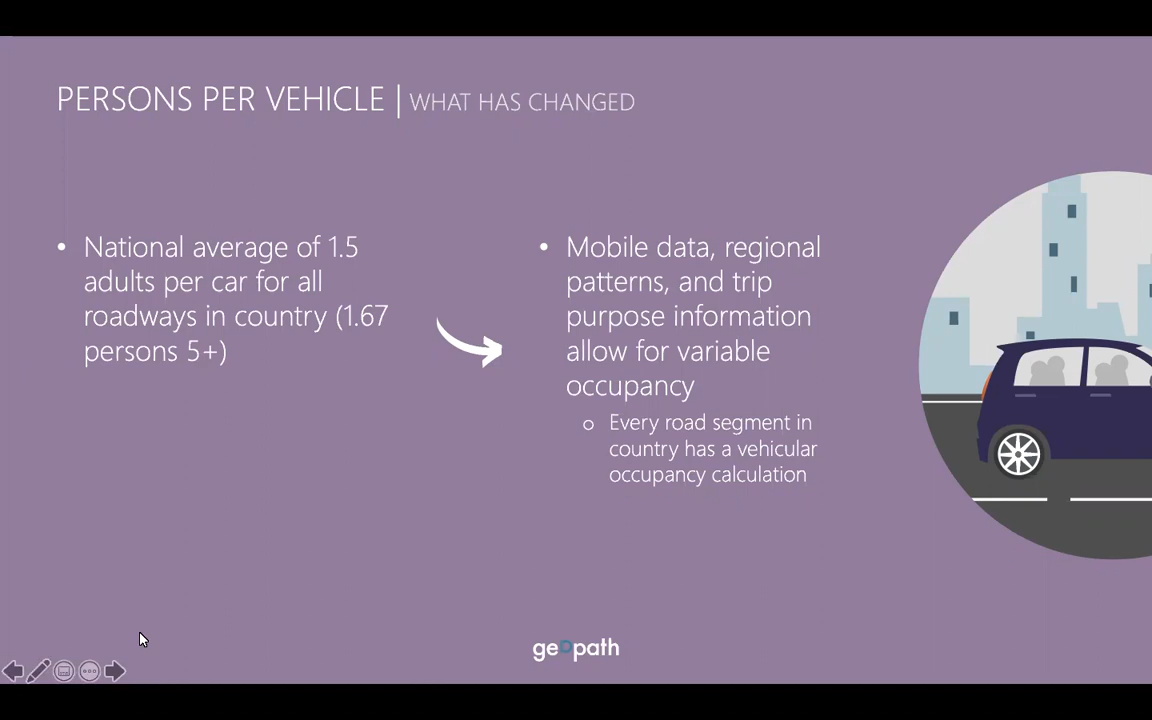 PERSONS PER VEHICLE | WHAT HAS CHANGED
• National average of 1.5
adults per car for all
roadways in country (1.67
persons 5+)
• Mobile data, regional
patterns, and trip
purpose information
allow for variable
occupancy
o Every road segment in
country has a vehicular
occupancy calculation
geopath